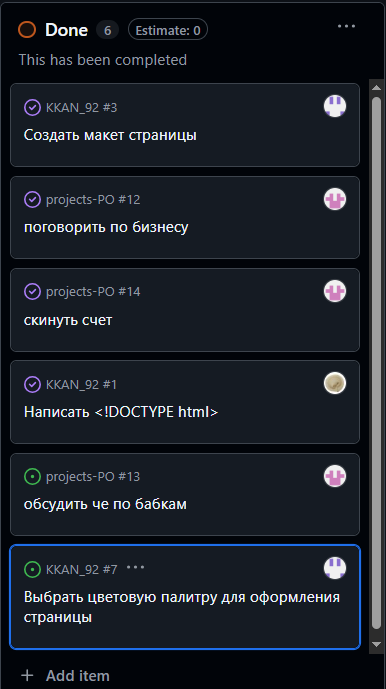 Done 6 Estimate: 0
This has been completed
KKAN_92 #3
Создать макет страницы
projects-PO #12
поговорить по бизнесу
projects-PO #14
скинуть счет
KKAN_92 #1
Написать <!DOCTYPE html>
projects-PO #13
обсудить че по бабкам
KKAN_92 #7
Выбрать цветовую палитру для оформления
страницы
Add item